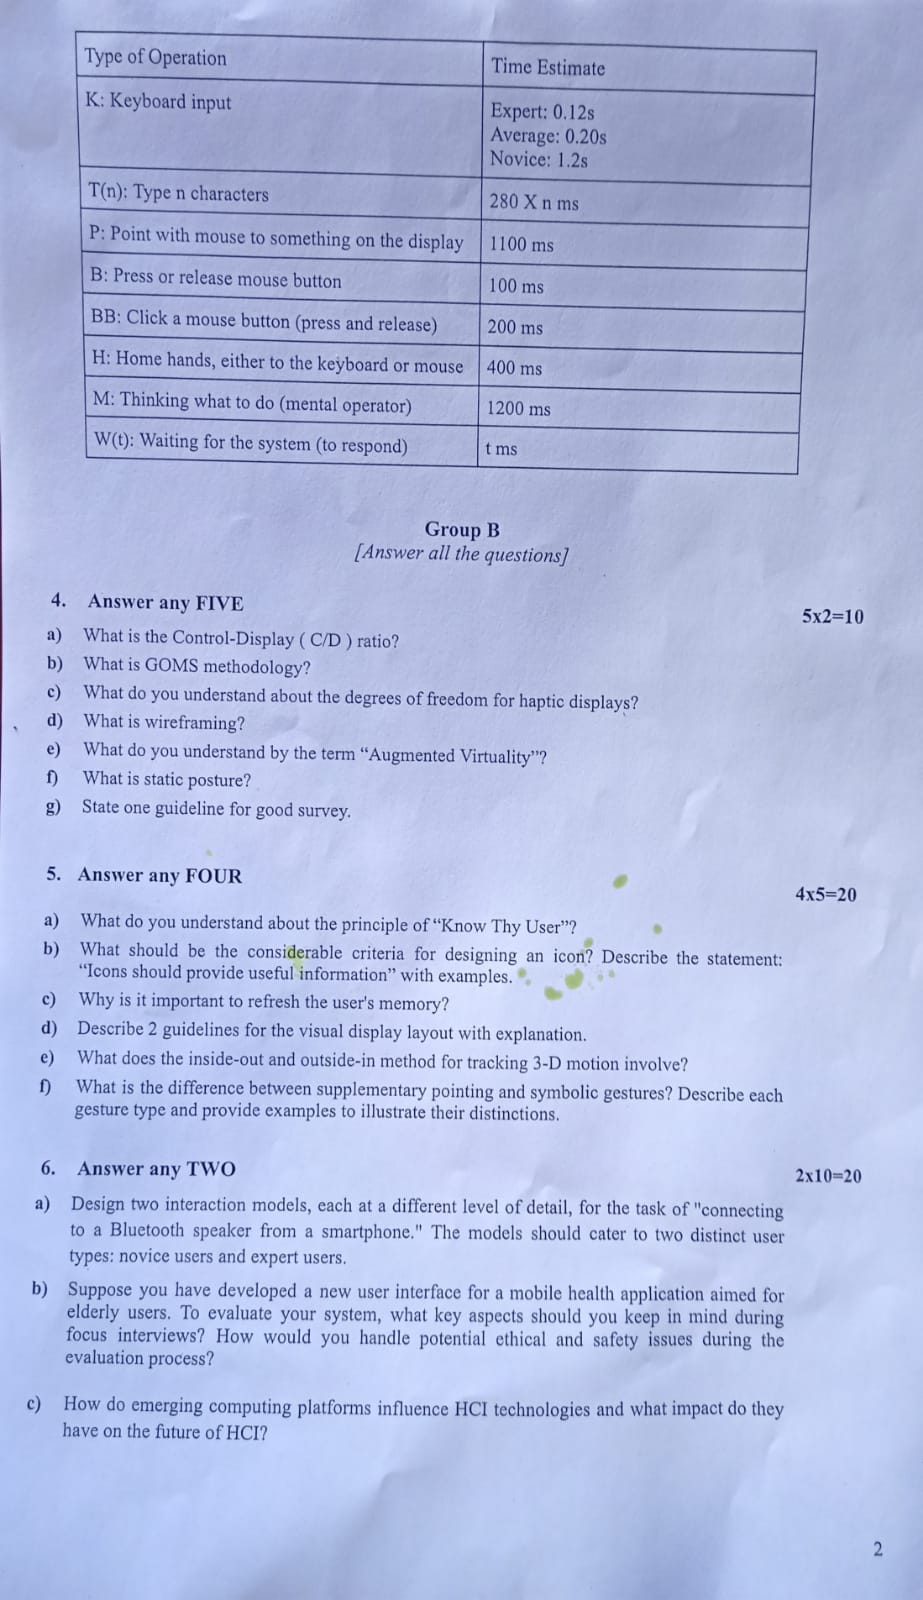 Type of Operation Time Estimate
K: Keyboard input Expert: 0.12s
Average: 0.20s
Novice: 1.2s
T(n): Type n characters 280 X n ms
P: Point with mouse to something on the display 1100 ms
B: Press or release mouse button 100 ms
BB: Click a mouse button (press and release) 200 ms
H: Home hands, either to the keyboard or mouse 400 ms
M: Thinking what to do (mental operator) 1200 ms
W(t): Waiting for the system (to respond) t ms
Group B
[Answer all the questions]
4. Answer any FIVE 5x2=10
a) What is the Control-Display ( C/D ) ratio?
b) What is GOMS methodology?
c) What do you understand about the degrees of freedom for haptic displays?
d) What is wireframing?
e) What do you understand by the term “Augmented Virtuality”?
f) What is static posture?
g) State one guideline for good survey.
5. Answer any FOUR 4x5=20
a) What do you understand about the principle of “Know Thy User”?
b) What should be the considerable criteria for designing an icon? Describe the statement:
“Icons should provide useful information” with examples.
c) Why is it important to refresh the user's memory?
d) Describe 2 guidelines for the visual display layout with explanation.
e) What does the inside-out and outside-in method for tracking 3-D motion involve?
f) What is the difference between supplementary pointing and symbolic gestures? Describe each
gesture type and provide examples to illustrate their distinctions.
6. Answer any TWO 2x10=20
a) Design two interaction models, each at a different level of detail, for the task of "connecting
to a Bluetooth speaker from a smartphone." The models should cater to two distinct user
types: novice users and expert users.
b) Suppose you have developed a new user interface for a mobile health application aimed for
elderly users. To evaluate your system, what key aspects should you keep in mind during
focus interviews? How would you handle potential ethical and safety issues during the
evaluation process?
c) How do emerging computing platforms influence HCI technologies and what impact do they
have on the future of HCI?
2